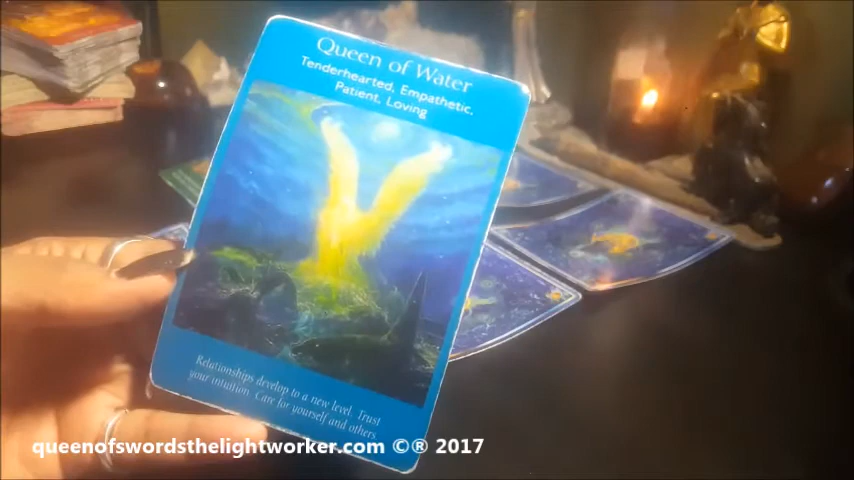 Queen of Water
Tenderhearted, Empathetic,
Patient, Loving
Relationships develop to a new level. Trust
your intuition. Care for yourself and others.
queenofswordsthelightworker.com ©® 2017